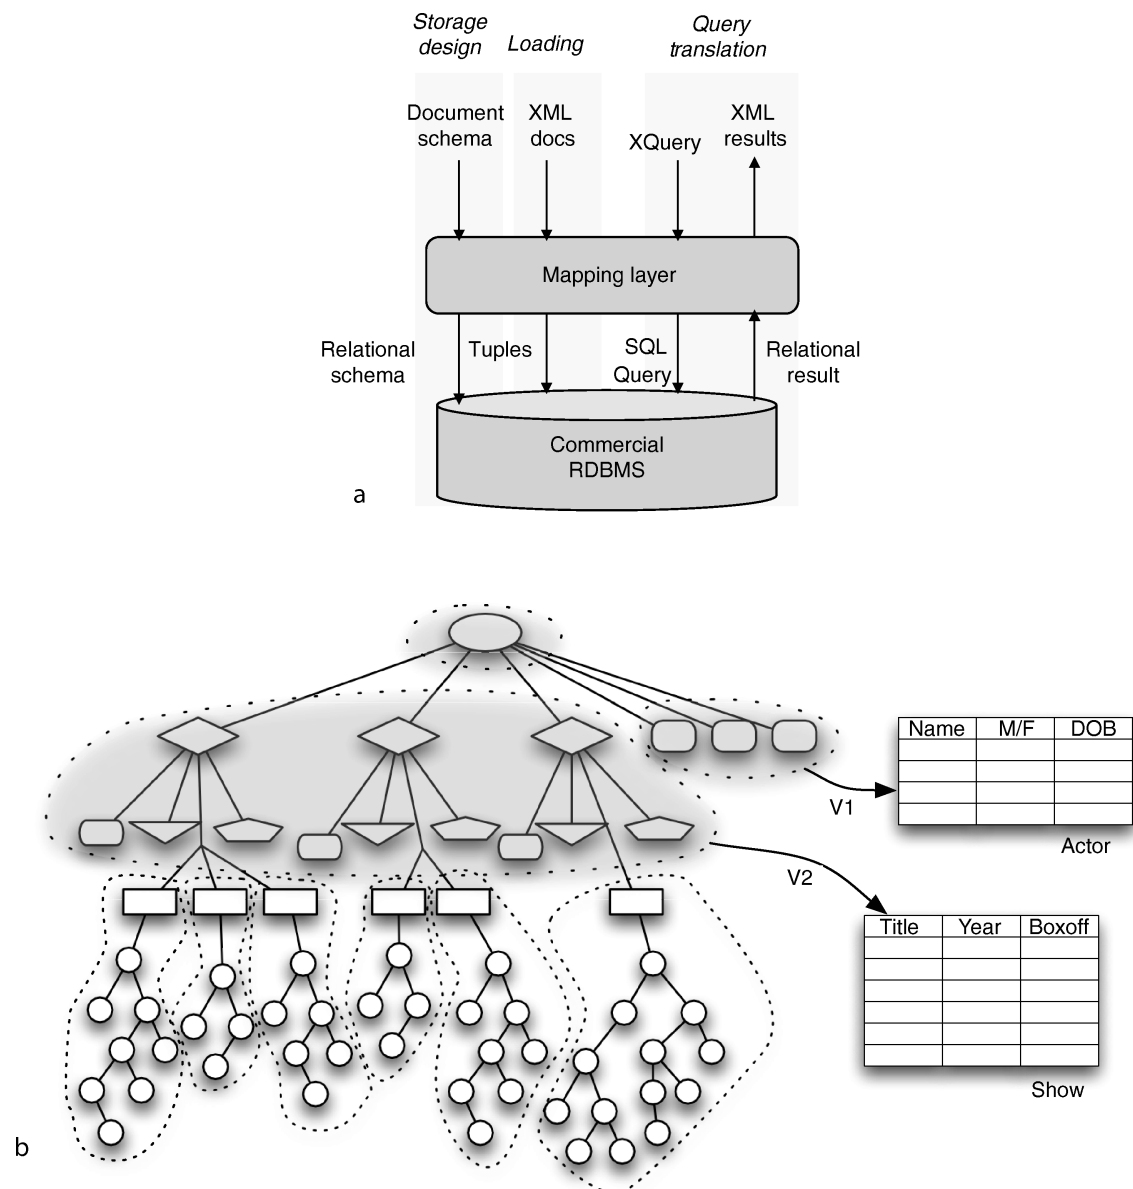 Storage
design
Loading
Query
translation
Document
schema
XML
docs
XQuery
XML
results
Mapping layer
Relational
schema
Tuples
SQL
Query
Relational
result
Commercial
RDBMS
a
Name M/F DOB
V1
Actor
V2
Title Year Boxoff
Show
b